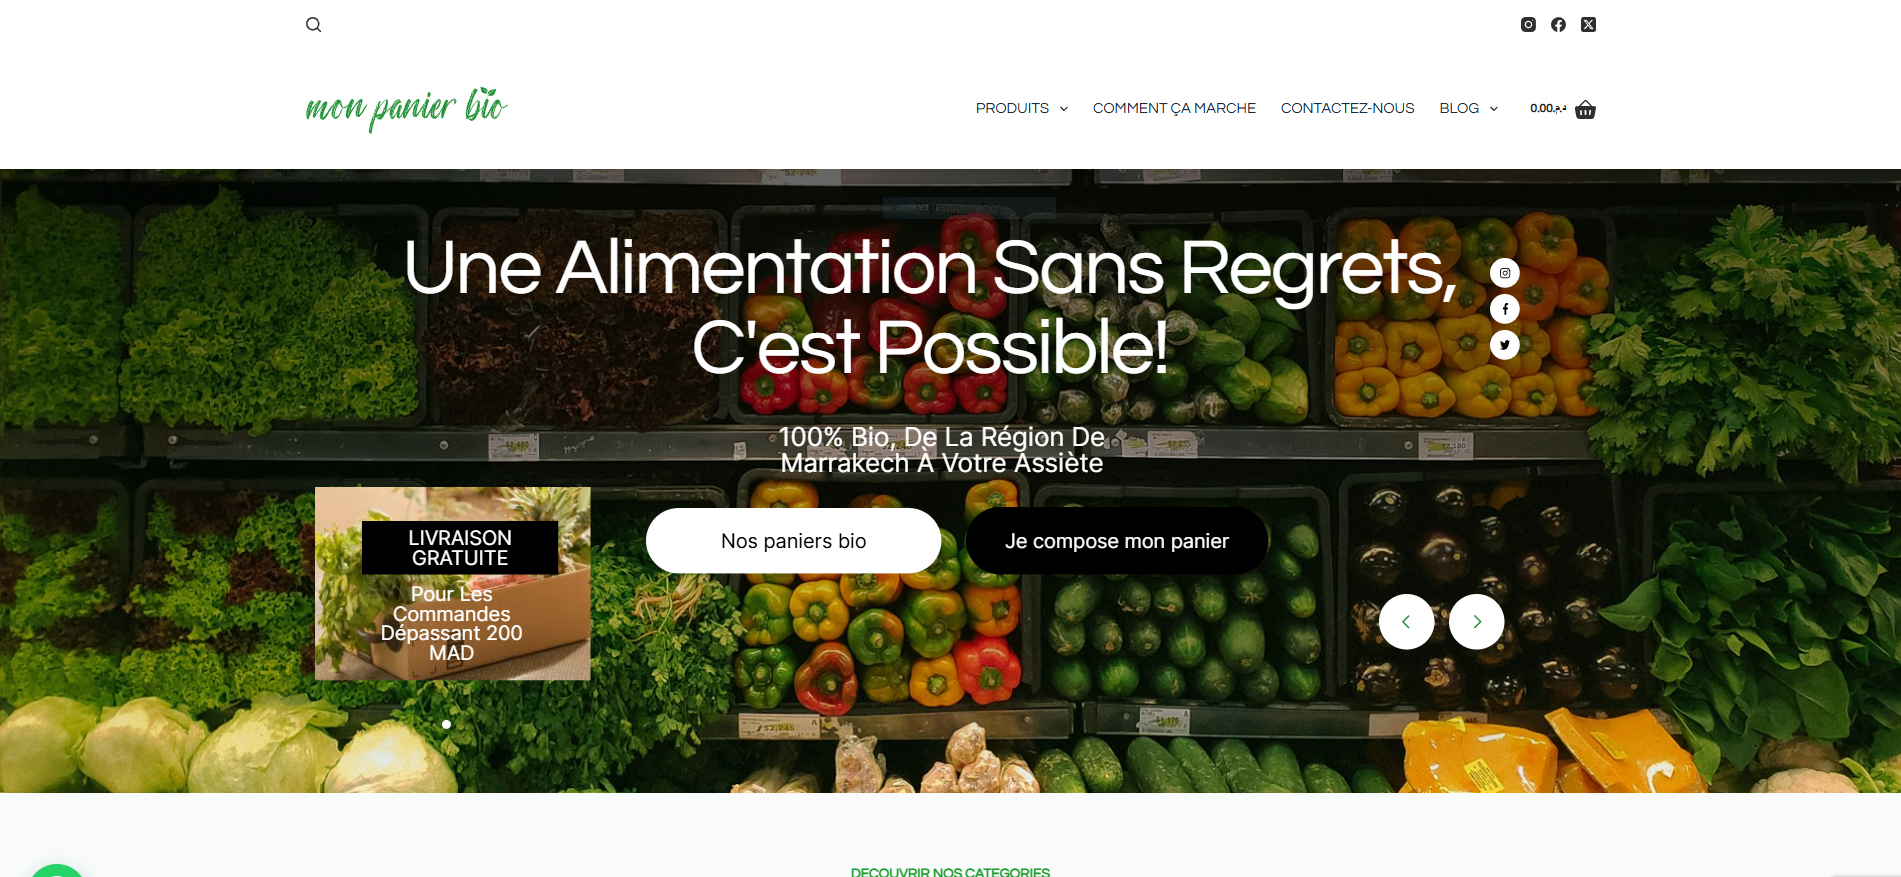 mon panier bio
PRODUITS
COMMENT ÇA MARCHE
CONTACTEZ-NOUS
BLOG
0.00د.م.
Une Alimentation Sans Regrets,
C'est Possible!
100% Bio, De La Région De
Marrakech À Votre Assiète
LIVRAISON
GRATUITE
Pour Les
Commandes
Dépassant 200
MAD
Nos paniers bio
Je compose mon panier
DECOUVRIR NOS CATEGORIES